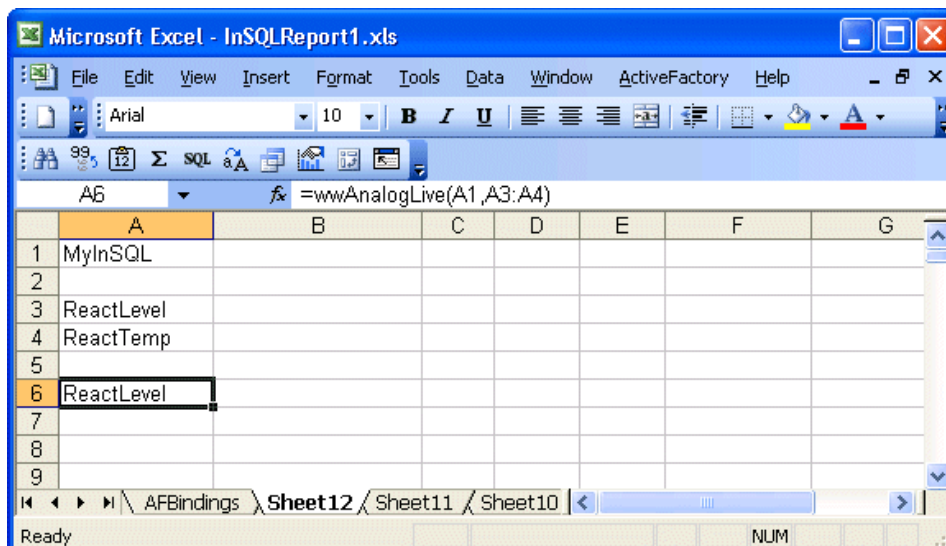 Microsoft Excel - InSQLReport1.xls
File Edit View Insert Format Tools Data Window ActiveFactory Help
Arial 10 B I U A
SQL
A6 fx =wwAnalogLive(A1,A3:A4)
A B C D E F G
1 MyInSQL
2
3 ReactLevel
4 ReactTemp
5
6 ReactLevel
7
8
9
AFBindings Sheet12 Sheet11 Sheet10
Ready NUM